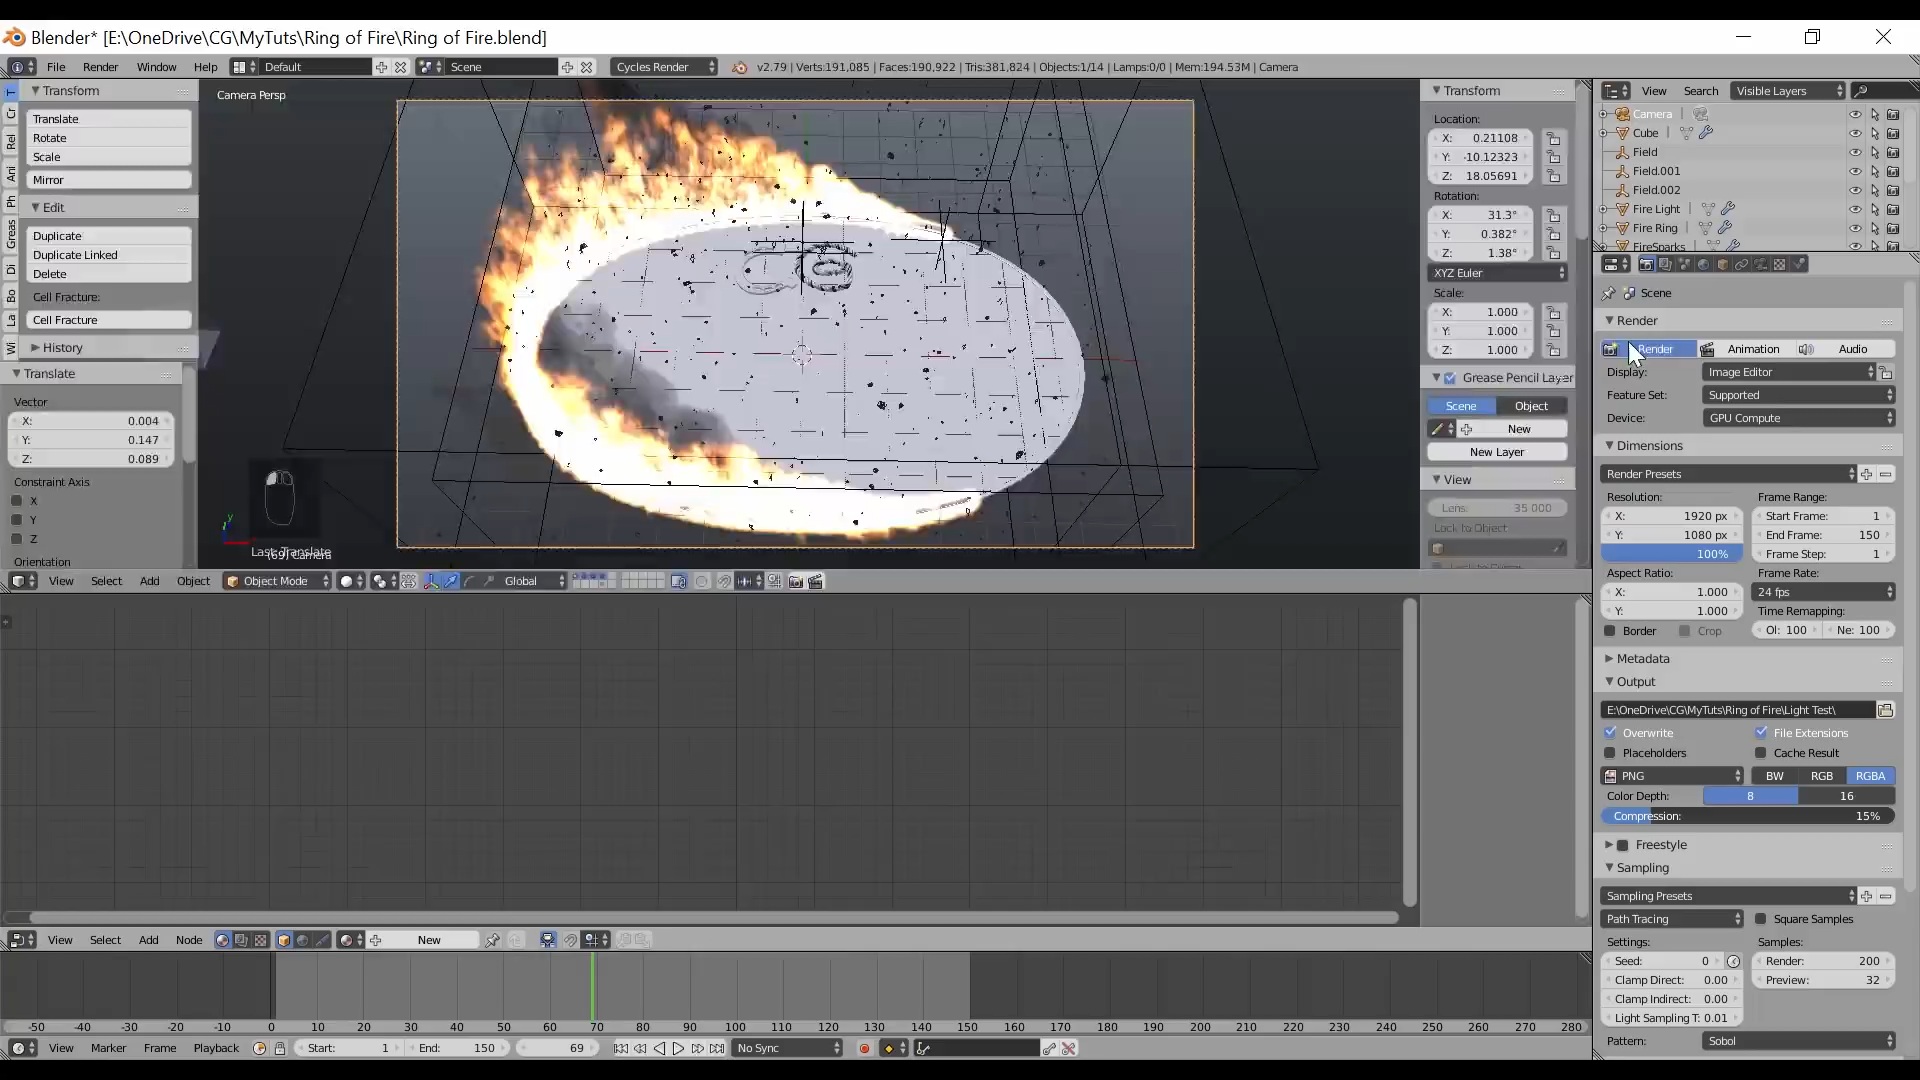 Blender* [E:\OneDrive\CG\MyTuts\Ring of Fire\Ring of Fire.blend]
File Render Window Help Default Scene Cycles Render v2.79 | Verts:191,085 | Faces:190,922 | Tris:381,824 | Objects:1/14 | Lamps:0/0 | Mem:194.53M | Camera
Transform
Translate
Rotate
Scale
Mirror
Edit
Duplicate
Duplicate Linked
Delete
Cell Fracture:
Cell Fracture
History
T
Cr
Rel
Ani
Ph
Greas
Di
Bo
La
Wi
Translate
Vector
X: 0.004
Y: 0.147
Z: 0.089
Constraint Axis
X
Y
Z
Orientation
Camera Persp
y
Last: Translate
(69) Camera
Transform
Location:
X: 0.21108
Y: -10.12323
Z: 18.05691
Rotation:
X: 31.3°
Y: 0.382°
Z: 1.38°
XYZ Euler
Scale:
X: 1.000
Y: 1.000
Z: 1.000
Grease Pencil Layer
Scene Object
New
New Layer
View
Lens: 35.000
Lock to Object:
View Select Add Object Object Mode Global
View Search Visible Layers
Camera
Cube
Field
Field.001
Field.002
Fire Light
Fire Ring
FireSparks
Scene
Render
Render Animation Audio
Display: Image Editor
Feature Set: Supported
Device: GPU Compute
Dimensions
Render Presets
Resolution: Frame Range:
X: 1920 px Start Frame: 1
Y: 1080 px End Frame: 150
100% Frame Step: 1
Aspect Ratio: Frame Rate:
X: 1.000 24 fps
Y: 1.000 Time Remapping:
Border Crop Ol: 100 Ne: 100
Metadata
Output
E:\OneDrive\CG\MyTuts\Ring of Fire\Light Test\
Overwrite File Extensions
Placeholders Cache Result
PNG BW RGB RGBA
Color Depth: 8 16
Compression: 15%
Freestyle
Sampling
Sampling Presets
Path Tracing Square Samples
Settings: Samples:
Seed: 0 Render: 200
Clamp Direct: 0.00 Preview: 32
Clamp Indirect: 0.00
Light Sampling T: 0.01
Pattern: Sobol
View Select Add Node New
-50 -40 -30 -20 -10 0 10 20 30 40 50 60 70 80 90 100 110 120 130 140 150 160 170 180 190 200 210 220 230 240 250 260 270 280
View Marker Frame Playback Start: 1 End: 150 69 No Sync